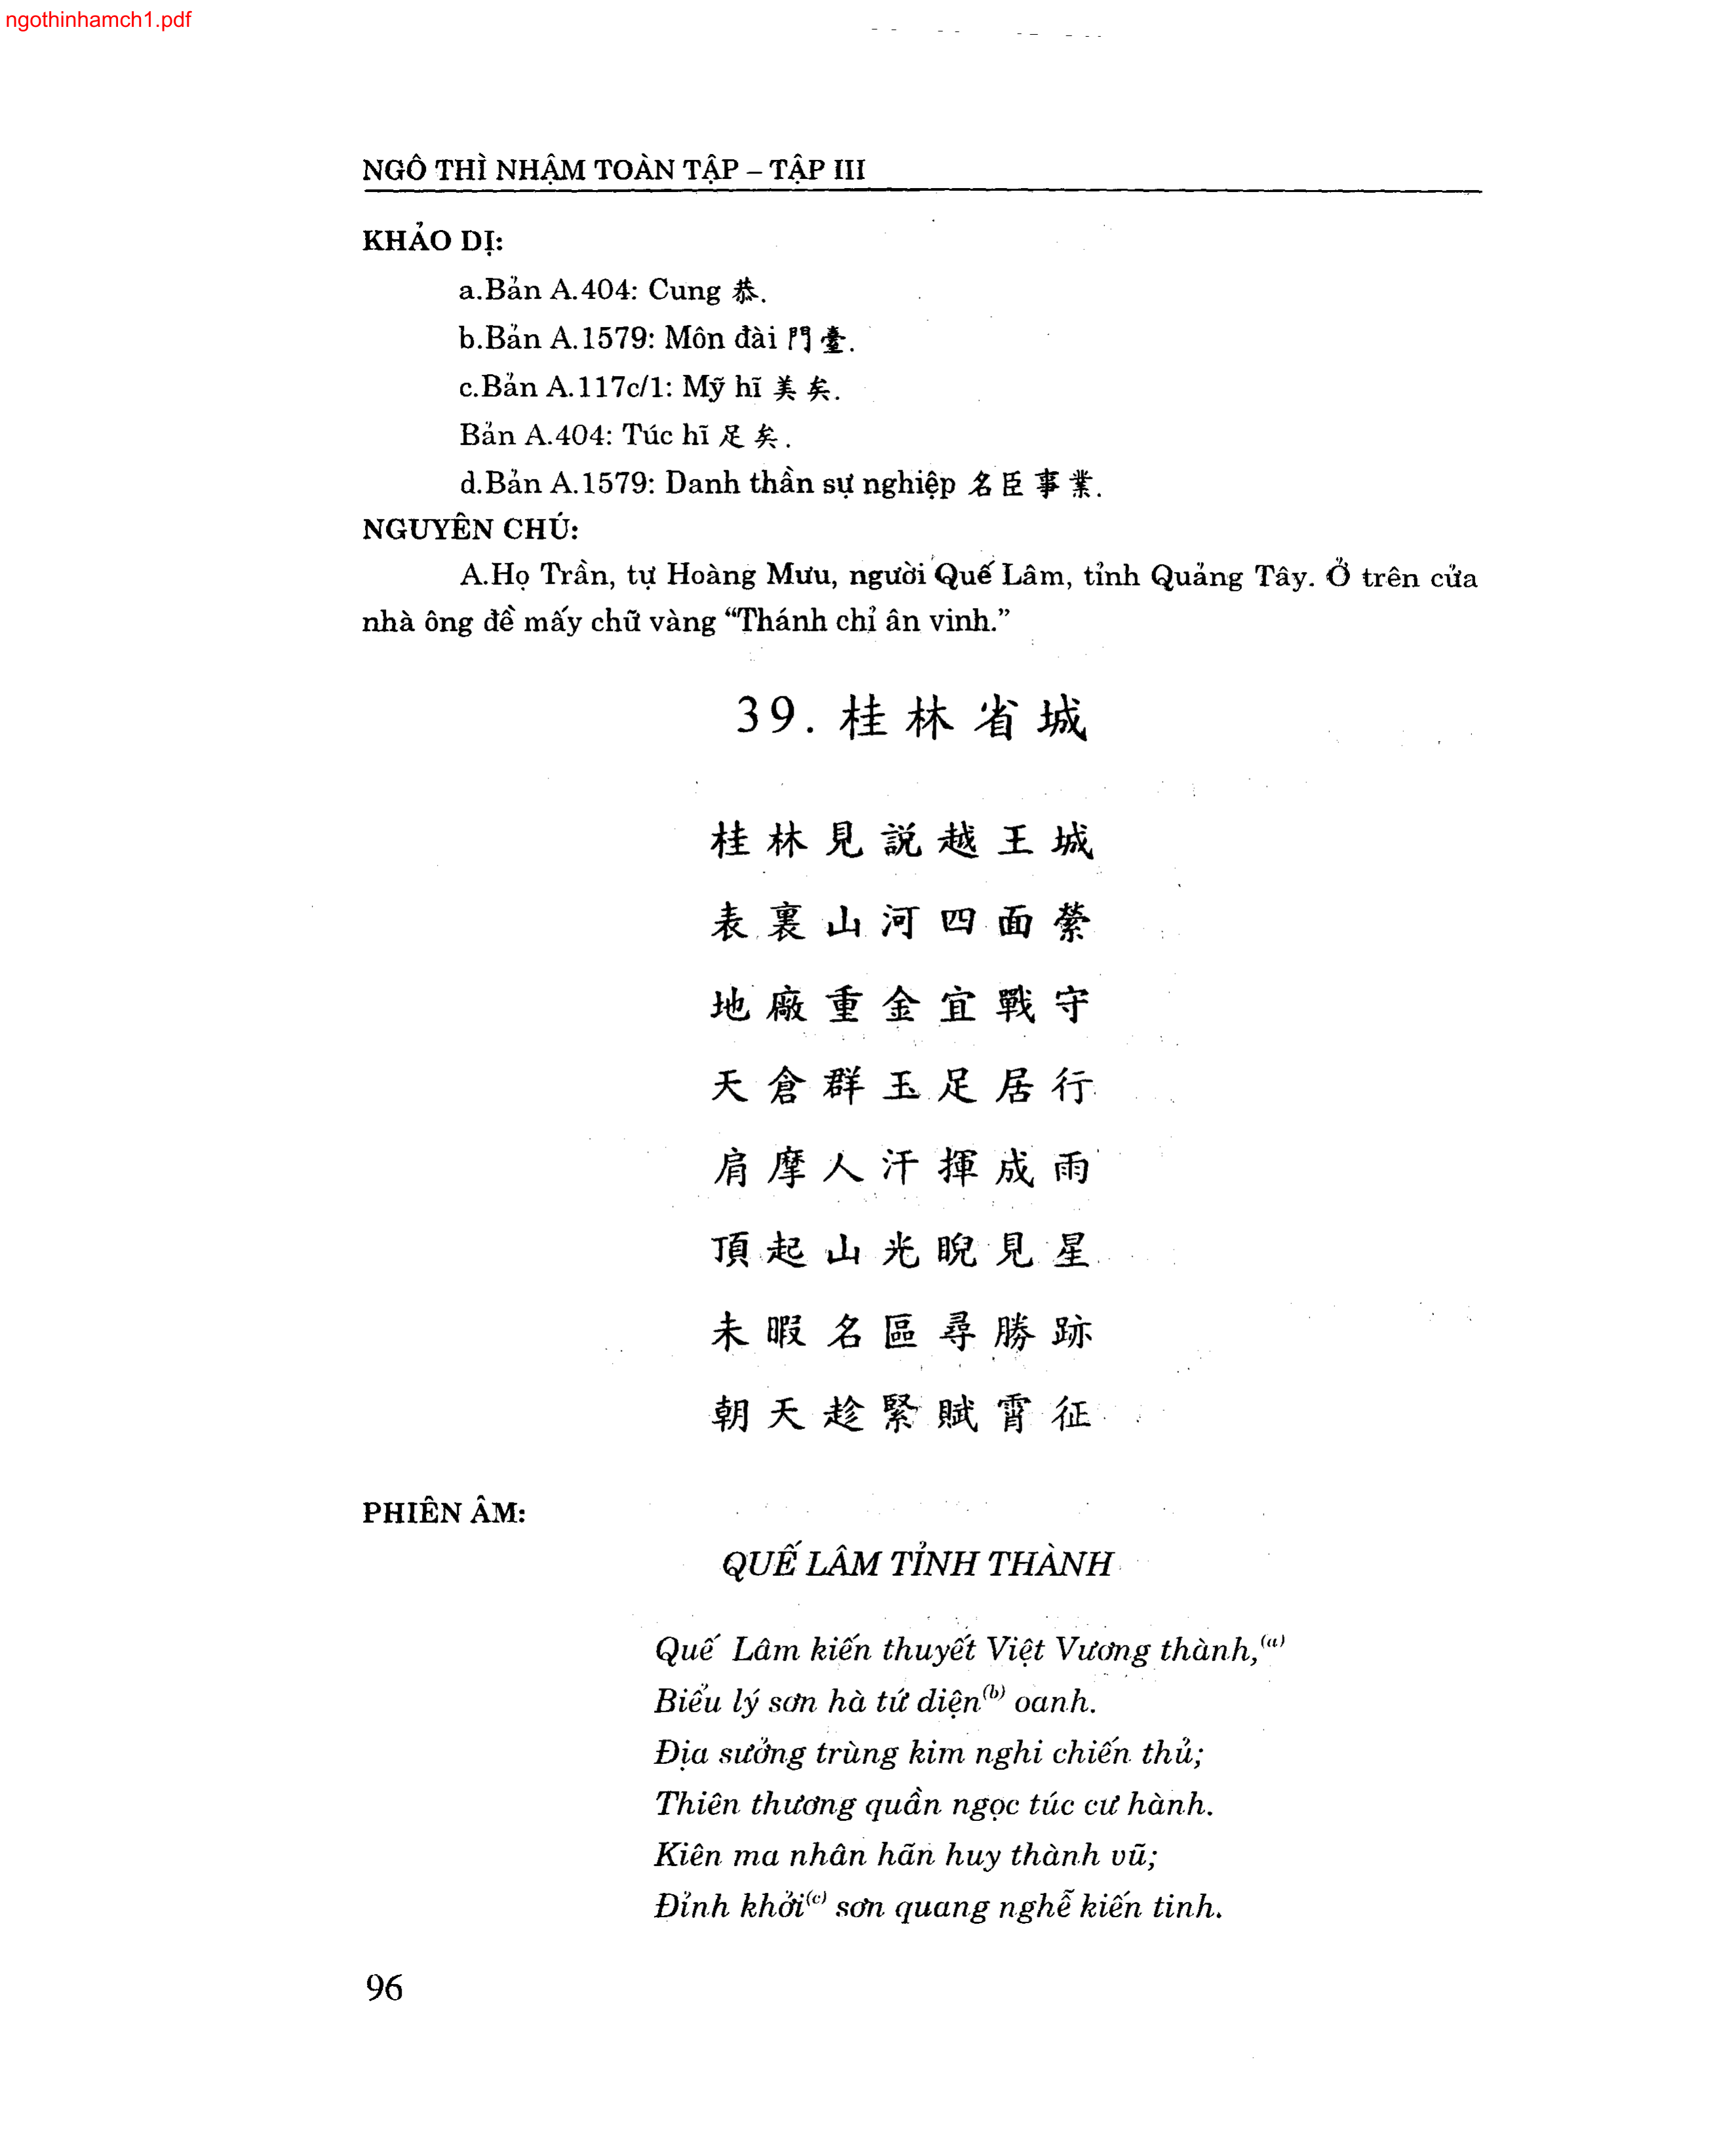 ngothinhamch1.pdf
NGÔ THÌ NHẬM TOÀN TẬP – TẬP III
KHẢO DỊ:
a.Bản A.404: Cung 恭.
b.Bản A.1579: Môn đài 門臺.
c.Bản A.117c/1: Mỹ hĩ 美矣.
Bản A.404: Túc hĩ 足矣.
d.Bản A.1579: Danh thần sự nghiệp 名臣事業.
NGUYÊN CHÚ:
A.Họ Trần, tự Hoàng Mưu, người Quế Lâm, tỉnh Quảng Tây. Ở trên cửa
nhà ông đề mấy chữ vàng “Thánh chỉ ân vinh.”
39. 桂林省城
桂林見説越王城
表裏山河四面縈
地廠重金宜戰守
天倉群玉足居行
肩摩人汗揮成雨
頂起山光睨見星
未暇名區尋勝跡
朝天趁緊賦霄征
PHIÊN ÂM:
QUẾ LÂM TỈNH THÀNH
Quế Lâm kiến thuyết Việt Vương thành,(a)
Biểu lý sơn hà tứ diện(b) oanh.
Địa sưởng trùng kim nghi chiến thủ;
Thiên thương quần ngọc túc cư hành.
Kiên ma nhân hãn huy thành vũ;
Đỉnh khởi(c) sơn quang nghễ kiến tinh.
96